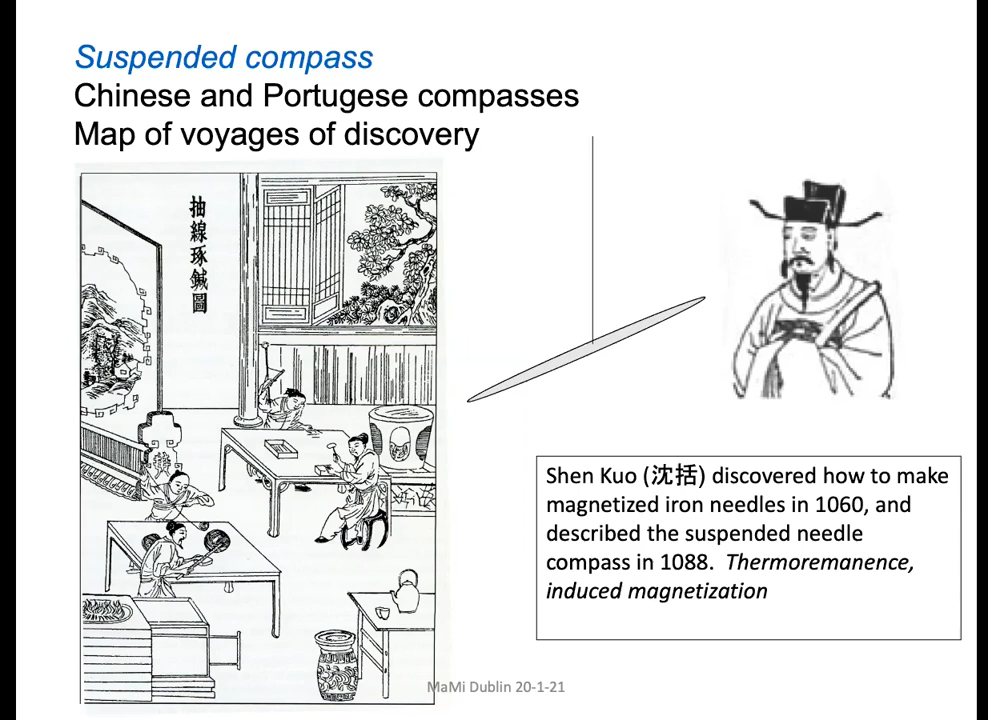 Suspended compass
Chinese and Portugese compasses
Map of voyages of discovery
抽線琢鍼圖
Shen Kuo (沈括) discovered how to make
magnetized iron needles in 1060, and
described the suspended needle
compass in 1088. Thermoremanence,
induced magnetization
MaMi Dublin 20-1-21